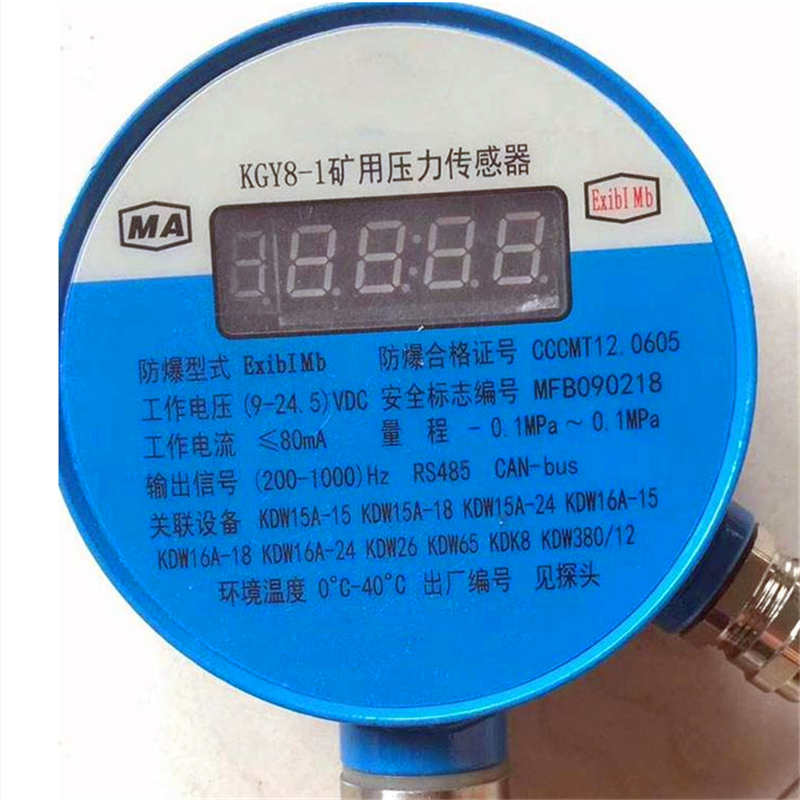 KGY8-1矿用压力传感器
MA
ExibI Mb
防爆型式 ExibIMb 防爆合格证号 CCCMT12.0605
工作电压 (9-24.5)VDC 安全标志编号 MFB090218
工作电流 ≤80mA 量 程 -0.1MPa~0.1MPa
输出信号 (200-1000)Hz RS485 CAN-bus
关联设备 KDW15A-15 KDW15A-18 KDW15A-24 KDW16A-15
KDW16A-18 KDW16A-24 KDW26 KDW65 KDK8 KDW380/12
环境温度 0°C-40°C 出厂编号 见探头